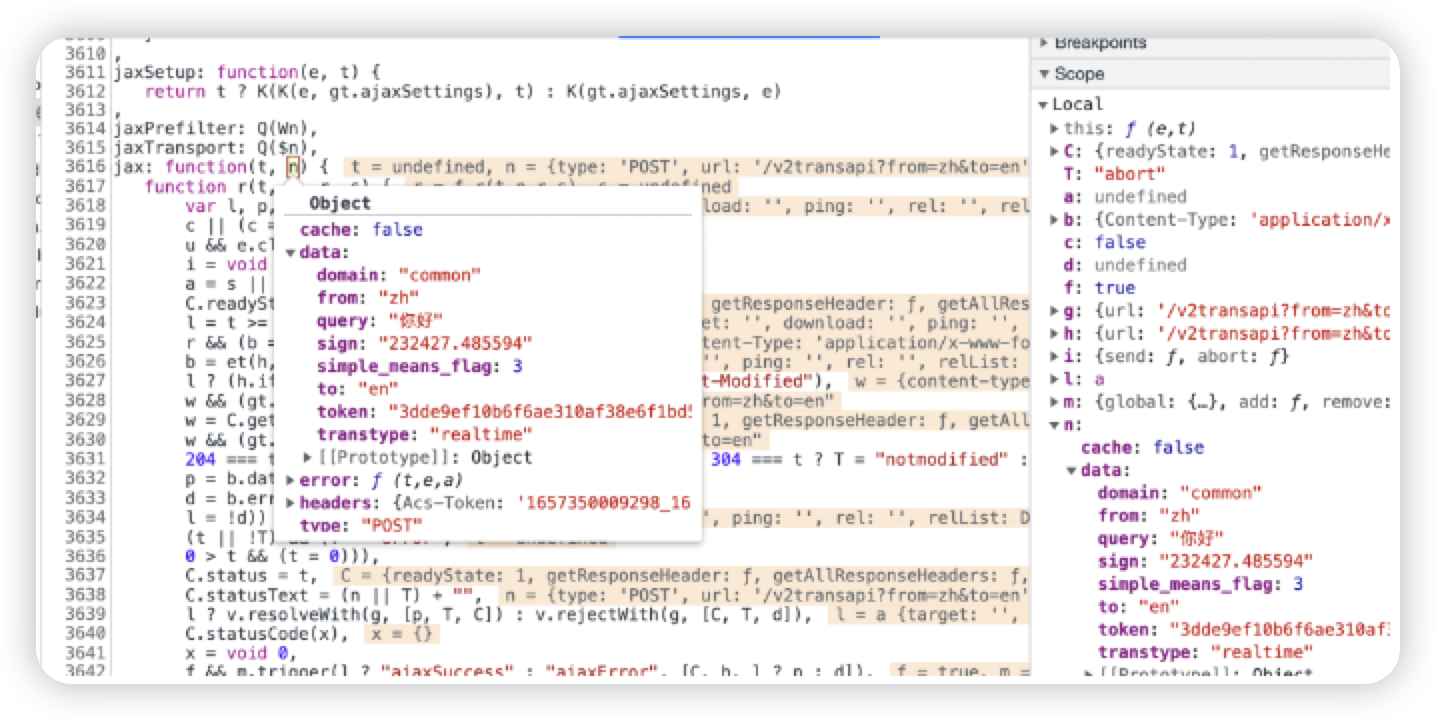 3610 ,
3611 jaxSetup: function(e, t) {
3612 return t ? K(K(e, gt.ajaxSettings), t) : K(gt.ajaxSettings, e)
3613 ,
3614 jaxPrefilter: Q(Wn),
3615 jaxTransport: Q($n),
3616 jax: function(t, n) { t = undefined, n = {type: 'POST', url: '/v2transapi?from=zh&to=en'
3617 function r(t,
3618 var l, p, load: '', ping: '', rel: '', rel
3619 c || (c =
3620 u && e.cl
3621 i = void
3622 a = s ||
3623 C.readySt getResponseHeader: ƒ, getAllRes
3624 l = t >= et: '', download: '', ping: '',
3625 r && (b = tent-Type: 'application/x-www-fo
3626 b = et(h, '', ping: '', rel: '', relList:
3627 l ? (h.if t-Modified"), w = {content-type
3628 w && (gt. rom=zh&to=en"
3629 w = C.get 1, getResponseHeader: ƒ, getAll
3630 w && (gt. to=en"
3631 204 === t 304 === t ? T = "notmodified" :
3632 p = b.dat
3633 d = b.err
3634 l = !d)) , ping: '', rel: '', relList: D
3635 (t || !T)
3636 0 > t && (t = 0))),
3637 C.status = t, C = {readyState: 1, getResponseHeader: ƒ, getAllResponseHeaders: ƒ,
3638 C.statusText = (n || T) + "", n = {type: 'POST', url: '/v2transapi?from=zh&to=en'
3639 l ? v.resolveWith(g, [p, T, C]) : v.rejectWith(g, [C, T, d]), l = a {target: '',
3640 C.statusCode(x), x = {}
3641 x = void 0,
3642 f && m.trigger(l ? "ajaxSuccess" : "ajaxError", [C, h, l ? p : d]), f = true, m =
Object
cache: false
data:
domain: "common"
from: "zh"
query: "你好"
sign: "232427.485594"
simple_means_flag: 3
to: "en"
token: "3dde9ef10b6f6ae310af38e6f1bd5
transtype: "realtime"
[[Prototype]]: Object
error: ƒ (t,e,a)
headers: {Acs-Token: '1657350009298_16
type: "POST"
Breakpoints
Scope
Local
this: ƒ (e,t)
C: {readyState: 1, getResponseHe
T: "abort"
a: undefined
b: {Content-Type: 'application/x
c: false
d: undefined
f: true
g: {url: '/v2transapi?from=zh&to
h: {url: '/v2transapi?from=zh&to
i: {send: ƒ, abort: ƒ}
l: a
m: {global: {…}, add: ƒ, remove:
n:
cache: false
data:
domain: "common"
from: "zh"
query: "你好"
sign: "232427.485594"
simple_means_flag: 3
to: "en"
token: "3dde9ef10b6f6ae310af3
transtype: "realtime"
[[Prototype]]: Object